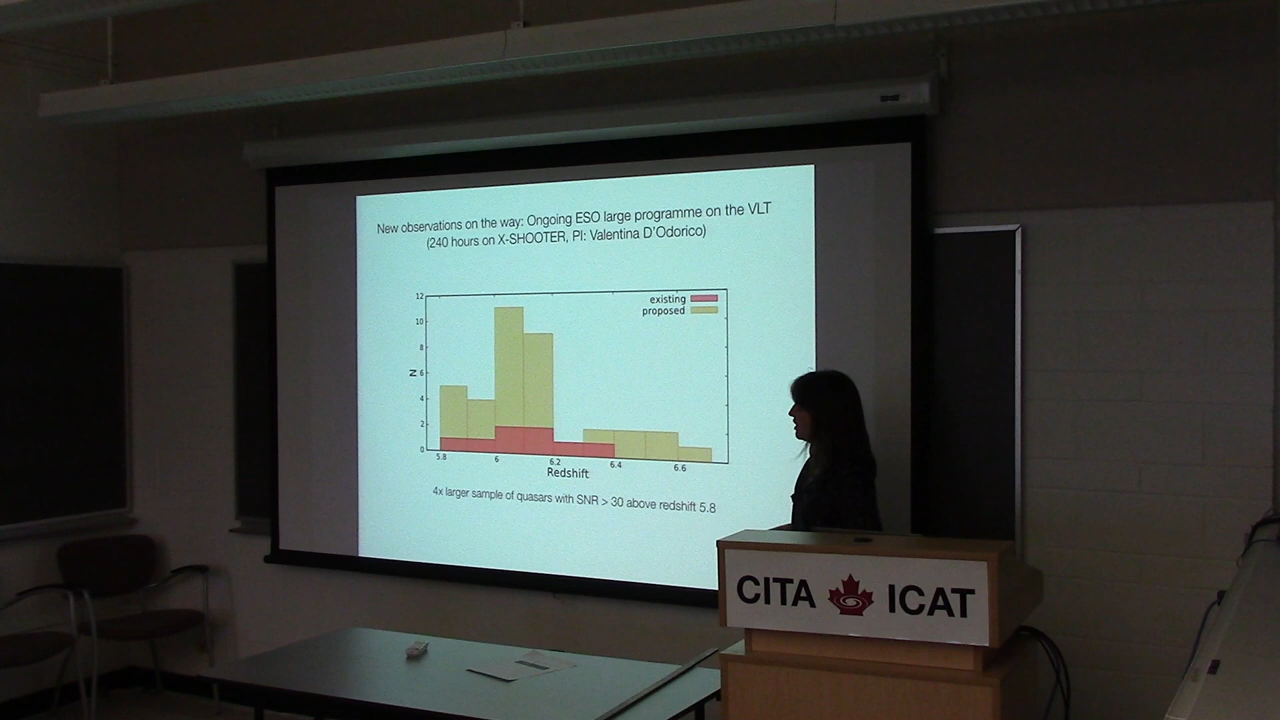 New observations on the way: Ongoing ESO large programme on the VLT
(240 hours on X-SHOOTER, PI: Valentina D'Odorico)
existing
proposed
12
10
8
6
4
2
0
N
5.8
6
6.2
6.4
6.6
Redshift
4x larger sample of quasars with SNR > 30 above redshift 5.8
CITA ICAT